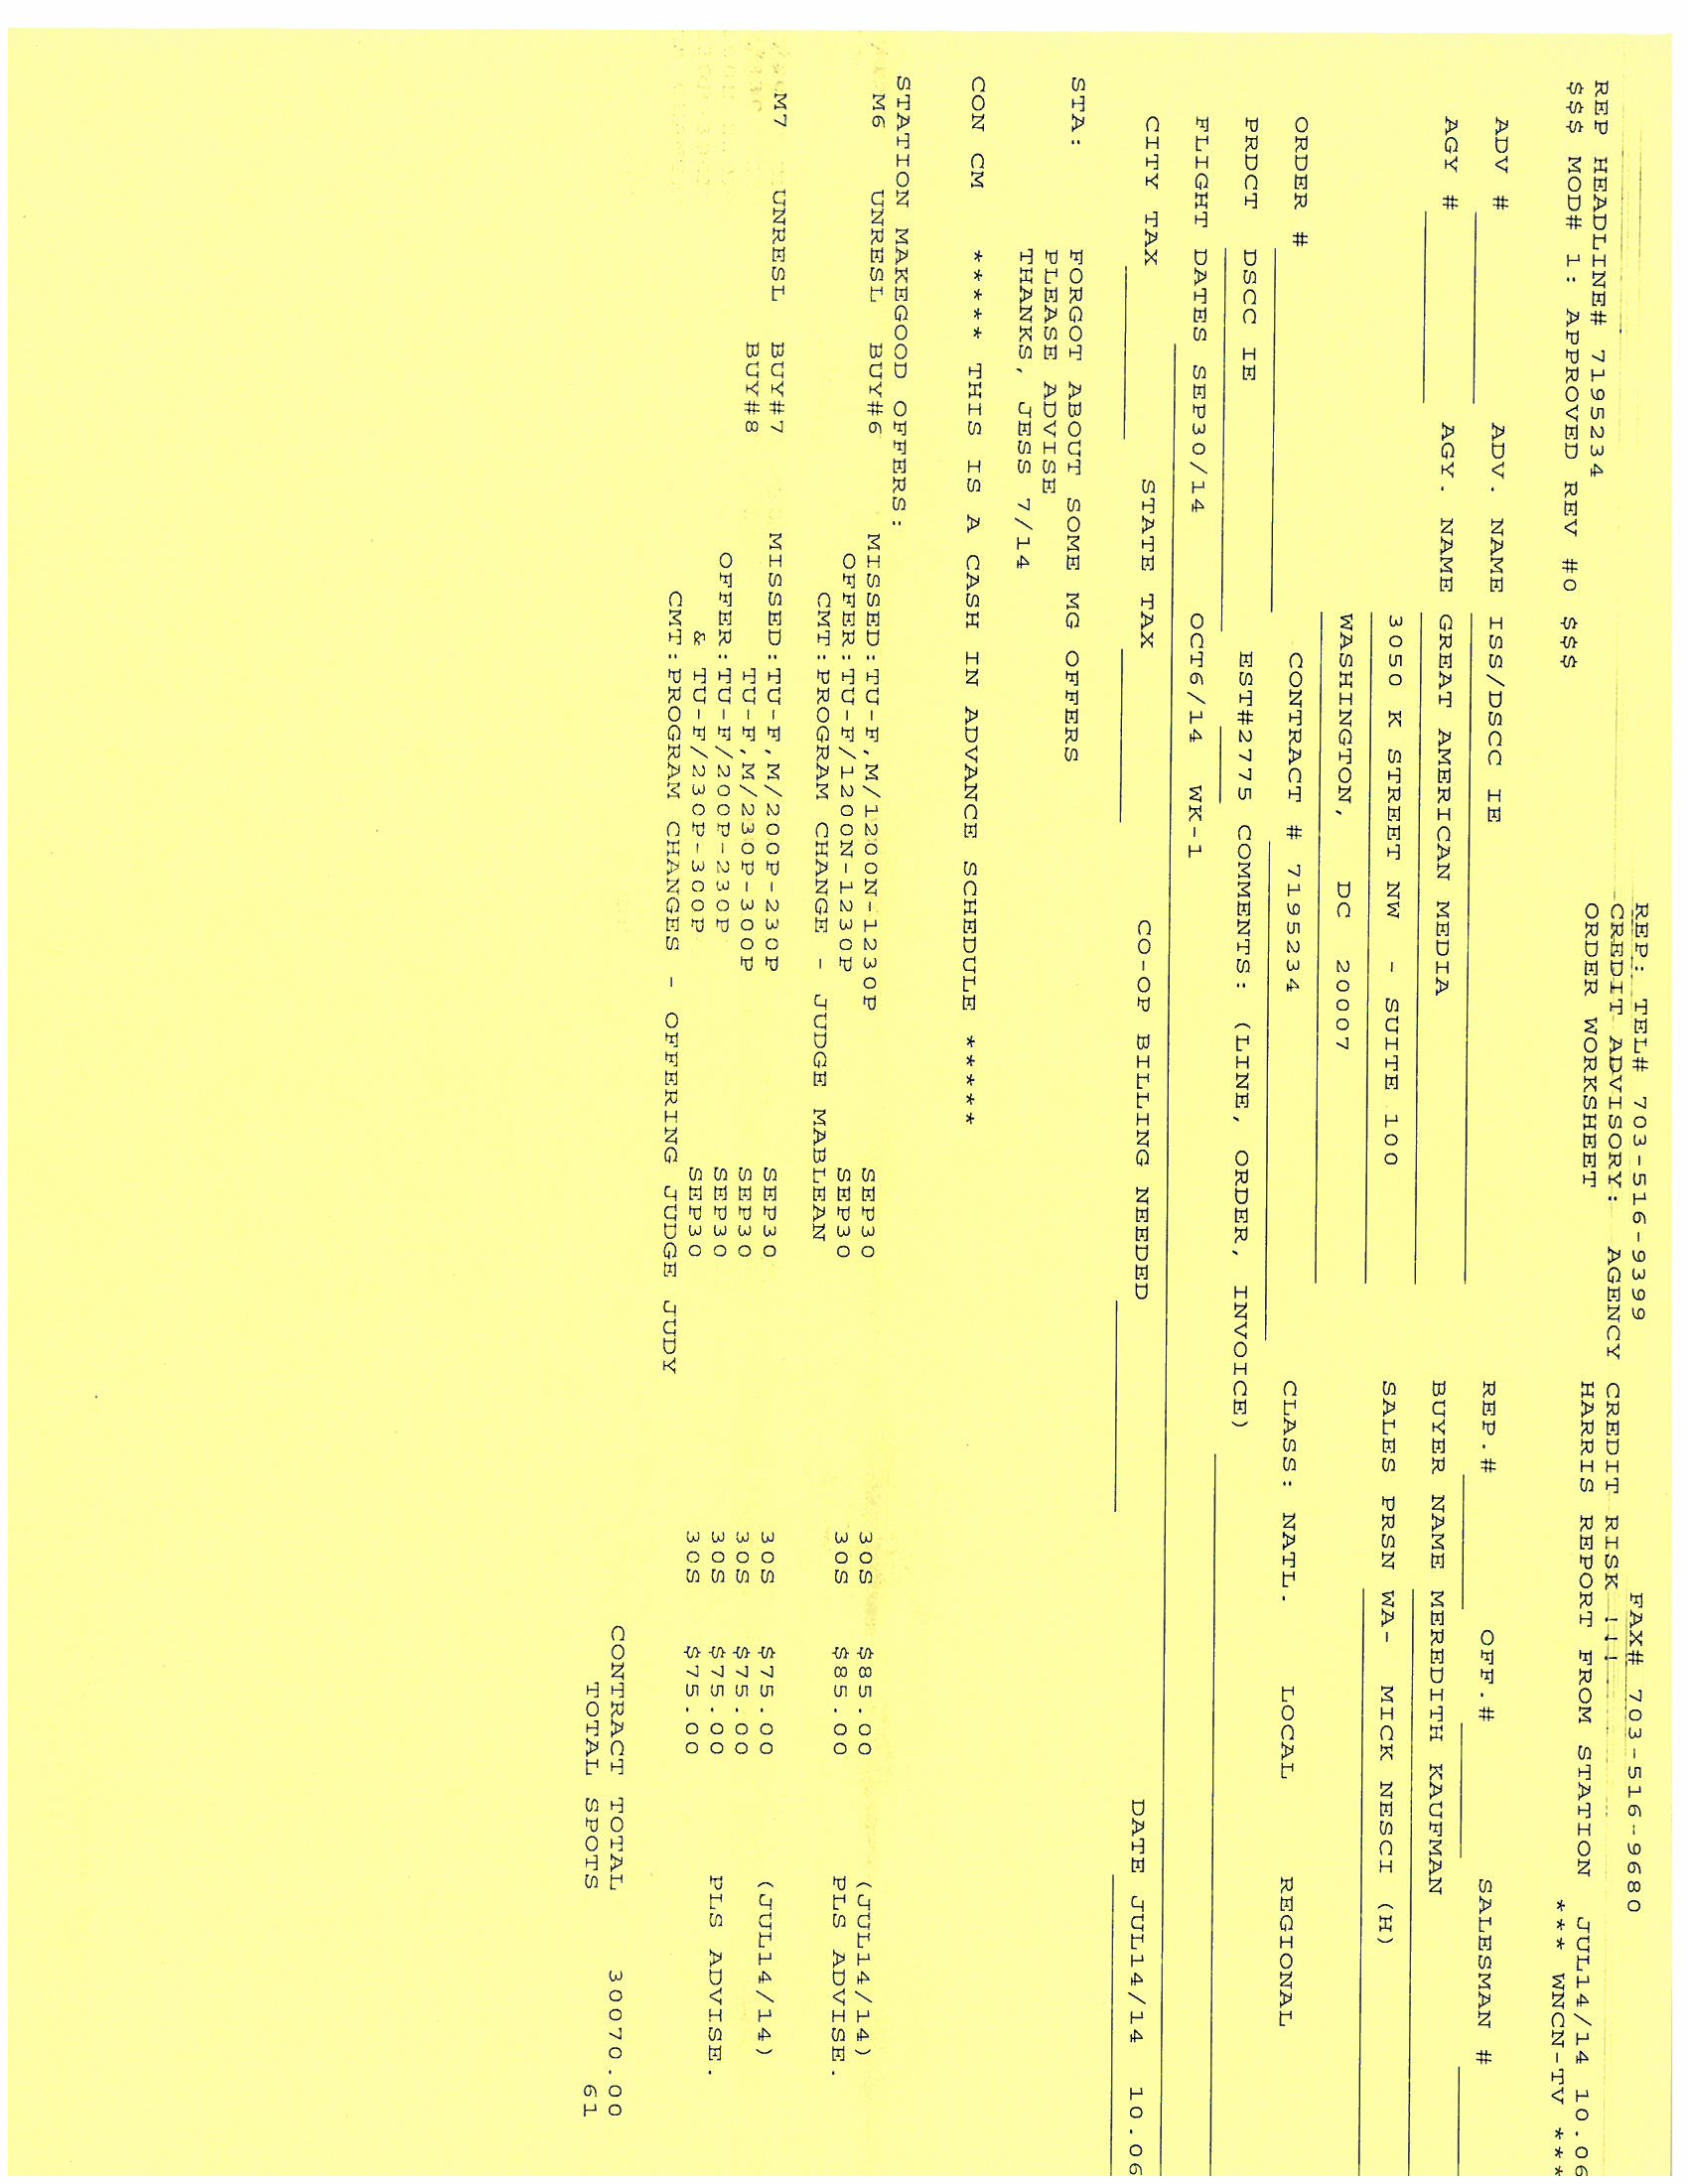 REP: TEL# 703-516-9399 FAX# 703-516-9680
CREDIT ADVISORY: AGENCY CREDIT RISK !!!
REP HEADLINE# 7195234 ORDER WORKSHEET HARRIS REPORT FROM STATION JUL14/14 10.06
$$$ MOD# 1: APPROVED REV #0 $$$ *** WNCN-TV ***
ADV # ADV. NAME ISS/DSCC IE REP.# OFF.# SALESMAN #
AGY # AGY. NAME GREAT AMERICAN MEDIA BUYER NAME MEREDITH KAUFMAN
3050 K STREET NW - SUITE 100 SALES PRSN WA- MICK NESCI (H)
WASHINGTON, DC 20007
ORDER # CONTRACT # 7195234 CLASS: NATL. LOCAL REGIONAL
PRDCT DSCC IE EST#2775 COMMENTS: (LINE, ORDER, INVOICE)
FLIGHT DATES SEP30/14 OCT6/14 WK-1
CITY TAX STATE TAX CO-OP BILLING NEEDED DATE JUL14/14 10.06
STA: FORGOT ABOUT SOME MG OFFERS
PLEASE ADVISE
THANKS, JESS 7/14
CON CM ***** THIS IS A CASH IN ADVANCE SCHEDULE *****
STATION MAKEGOOD OFFERS:
M6 UNRESL BUY#6 MISSED:TU-F,M/1200N-1230P SEP30 30S $85.00 (JUL14/14)
OFFER:TU-F/1200N-1230P SEP30 30S $85.00 PLS ADVISE.
CMT:PROGRAM CHANGE - JUDGE MABLEAN
M7 UNRESL BUY#7 MISSED:TU-F,M/200P-230P SEP30 30S $75.00 (JUL14/14)
BUY#8 TU-F,M/230P-300P SEP30 30S $75.00
OFFER:TU-F/200P-230P SEP30 30S $75.00 PLS ADVISE.
& TU-F/230P-300P SEP30 30S $75.00
CMT:PROGRAM CHANGES - OFFERING JUDGE JUDY
CONTRACT TOTAL 30070.00
TOTAL SPOTS 61